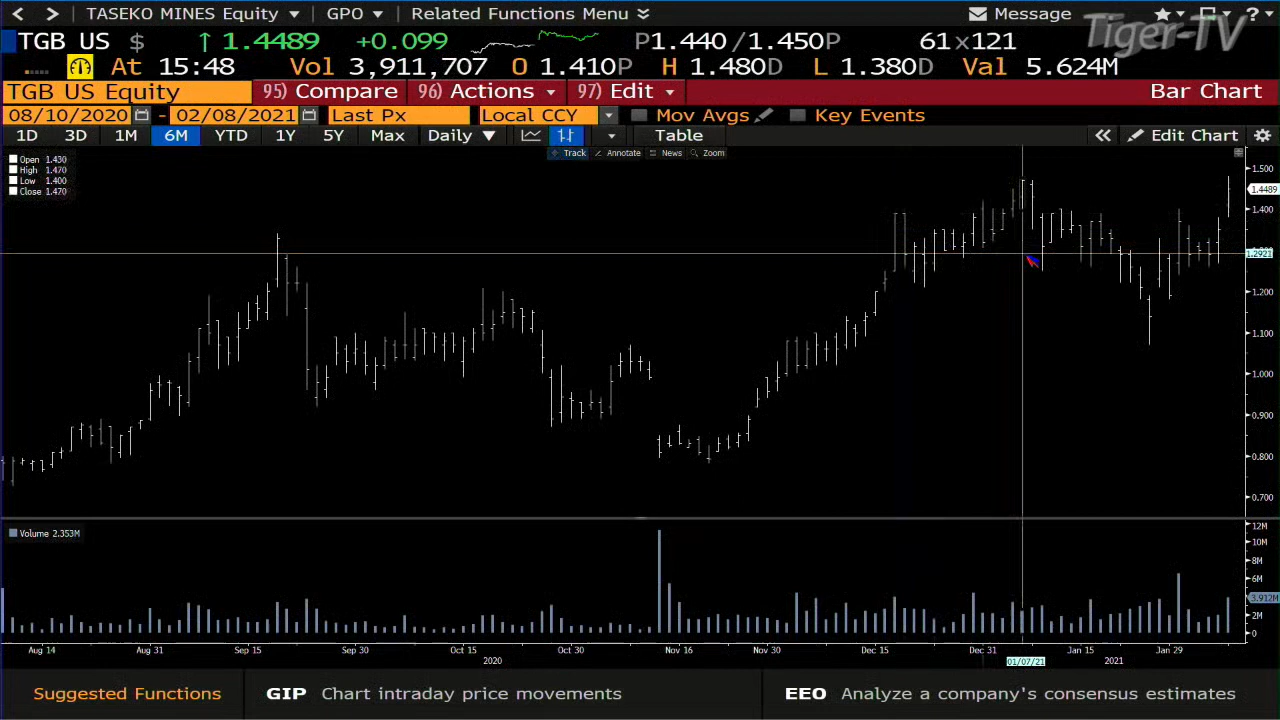 TASEKO MINES Equity GPO Related Functions Menu Message ?
Tiger-TV
TGB US $ ↑ 1.4489 +0.099 P1.440 /1.450P 61x121
At 15:48 Vol 3,911,707 O 1.410P H 1.480D L 1.380D Val 5.624M
TGB US Equity 95) Compare 96) Actions 97) Edit Bar Chart
08/10/2020 - 02/08/2021 Last Px Local CCY Mov Avgs Key Events
1D 3D 1M 6M YTD 1Y 5Y Max Daily ▼ Table « Edit Chart
Track Annotate News Zoom
Open 1.430
High 1.470
Low 1.400
Close 1.470
1.500
1.4489
1.400
1.2921
1.200
1.100
1.000
0.900
0.800
0.700
Volume 2.353M
12M
10M
8M
6M
3.912M
2M
0
Aug 14 Aug 31 Sep 15 Sep 30 Oct 15 Oct 30 Nov 16 Nov 30 Dec 15 Dec 31 Jan 15 Jan 29
2020 01/07/21 2021
Suggested Functions GIP Chart intraday price movements EEO Analyze a company's consensus estimates